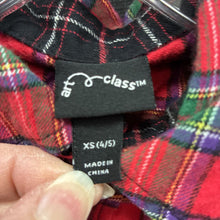 art class™
XS (4/5)
MADE IN
CHINA